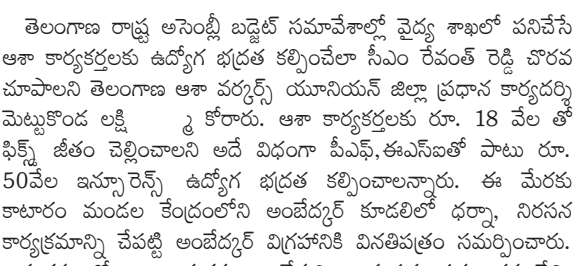 తెలంగాణ రాష్ట్ర అసెంబ్లీ బడ్జెట్ సమావేశాల్లో వైద్య శాఖలో పనిచేసే
ఆశా కార్యకర్తలకు ఉద్యోగ భద్రత కల్పించేలా సీఎం రేవంత్ రెడ్డి చొరవ
చూపాలని తెలంగాణ ఆశా వర్కర్స్ యూనియన్ జిల్లా ప్రధాన కార్యదర్శి
మెట్టుకొండ కోరారు. ఆశా కార్యకర్తలకు రూ. 18 వేల తో
ఫిక్స్డ్ జీతం చెల్లించాలని అదే విధంగా పీఎఫ్,ఈఎస్ఐతో పాటు రూ.
50వేల ఇన్సూరెన్స్ ఉద్యోగ భద్రత కల్పించాలన్నారు. ఈ మేరకు
కాటారం మండల కేంద్రంలోని అంబేద్కర్ కూడలిలో ధర్నా, నిరసన
కార్యక్రమాన్ని చేపట్టి అంబేద్కర్ విగ్రహానికి వినతిపత్రం సమర్పించారు.